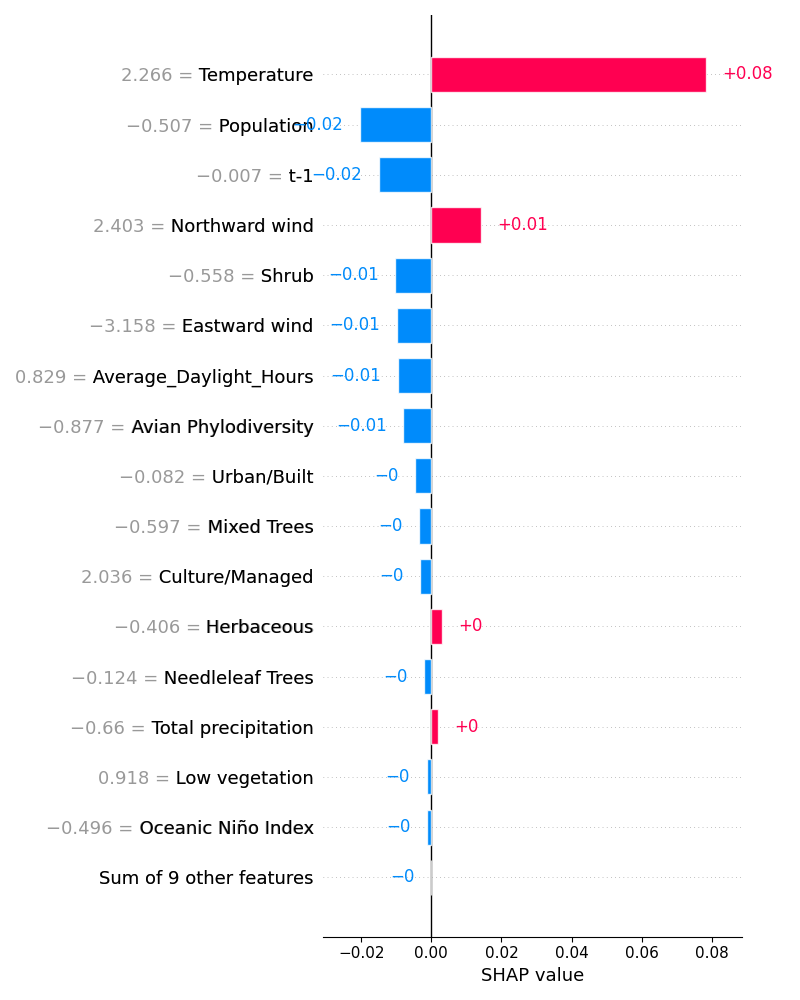 2.266 = Temperature +0.08
−0.507 = Population −0.02
−0.007 = t-1 −0.02
2.403 = Northward wind +0.01
−0.558 = Shrub −0.01
−3.158 = Eastward wind −0.01
0.829 = Average_Daylight_Hours −0.01
−0.877 = Avian Phylodiversity −0.01
−0.082 = Urban/Built −0
−0.597 = Mixed Trees −0
2.036 = Culture/Managed −0
−0.406 = Herbaceous +0
−0.124 = Needleleaf Trees −0
−0.66 = Total precipitation +0
0.918 = Low vegetation −0
−0.496 = Oceanic Niño Index −0
Sum of 9 other features −0
−0.02 0.00 0.02 0.04 0.06 0.08
SHAP value